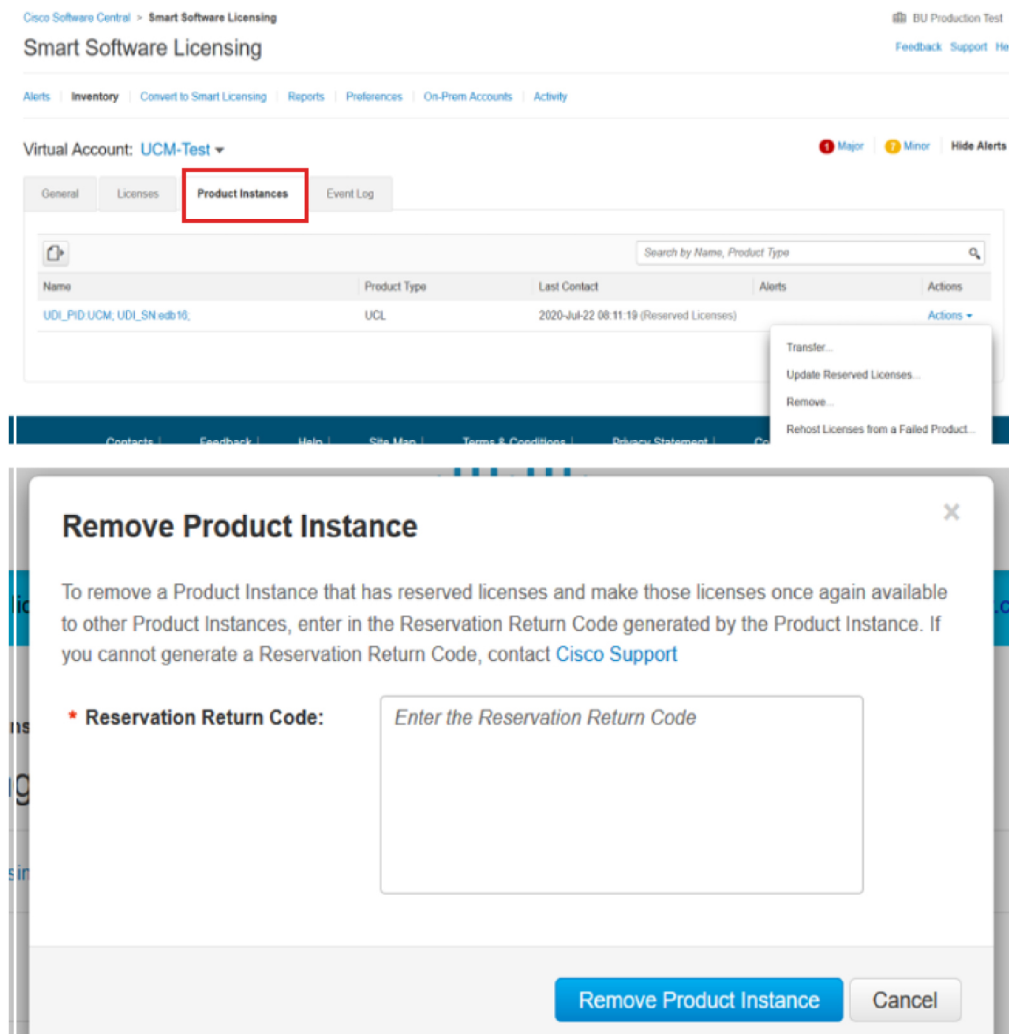 Cisco Software Central > Smart Software Licensing
BU Production Test
Smart Software Licensing
Feedback Support He
Alerts Inventory Convert to Smart Licensing Reports Preferences On-Prem Accounts Activity
Virtual Account: UCM-Test
1 Major
Minor
Hide Alerts
General Licenses Product Instances Event Log
Search by Name, Product Type
Name Product Type Last Contact Alerts Actions
UDI_PID:UCM; UDI_SN:edb16; UCL 2020-Jul-22 08:11:19 (Reserved Licenses) Actions
Transfer...
Update Reserved Licenses...
Remove...
Rehost Licenses from a Failed Product...
Contacts | Feedback | Help | Site Map | Terms & Conditions | Privacy Statement | Co
Remove Product Instance
To remove a Product Instance that has reserved licenses and make those licenses once again available
to other Product Instances, enter in the Reservation Return Code generated by the Product Instance. If
you cannot generate a Reservation Return Code, contact Cisco Support
* Reservation Return Code:
Enter the Reservation Return Code
Remove Product Instance
Cancel